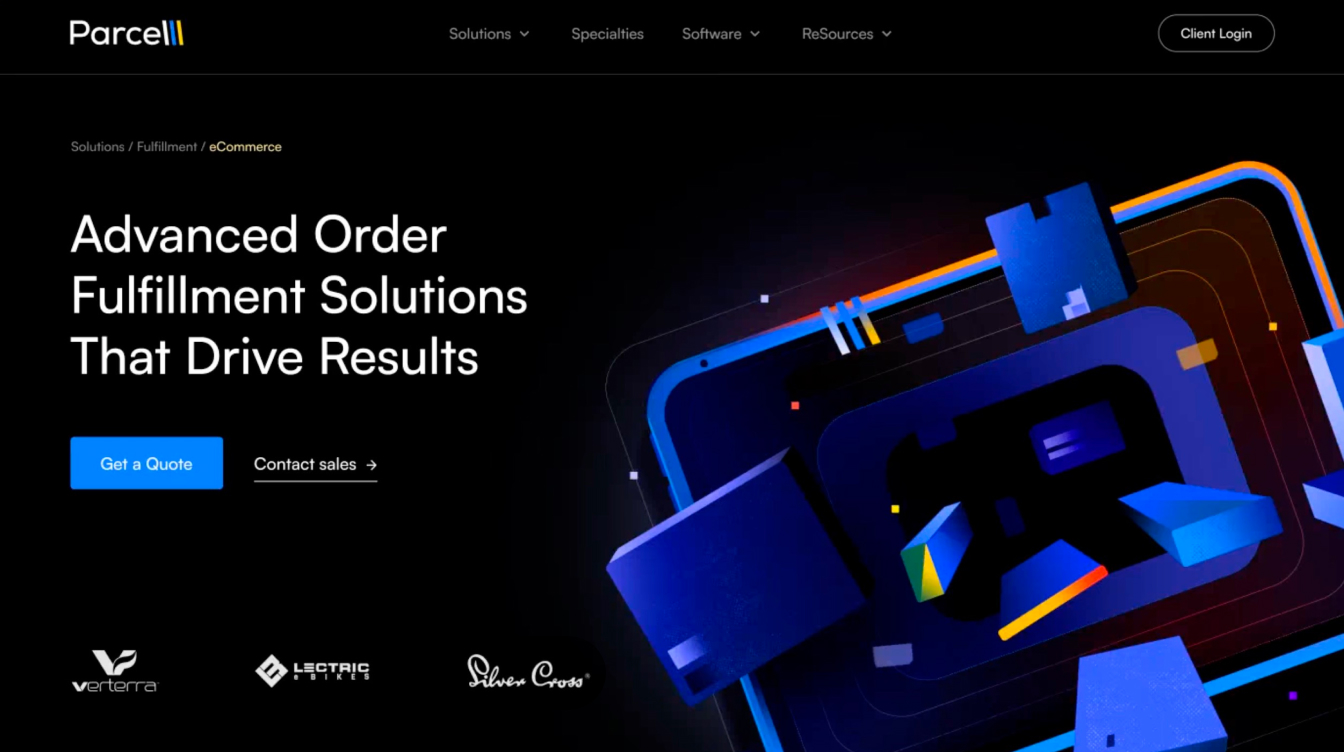 Parcelll
Solutions
Specialties
Software
ReSources
Client Login
Solutions / Fulfillment / eCommerce
Advanced Order
Fulfillment Solutions
That Drive Results
Get a Quote
Contact sales →
verterra
LECTRIC
eBIKES
Silver Cross®